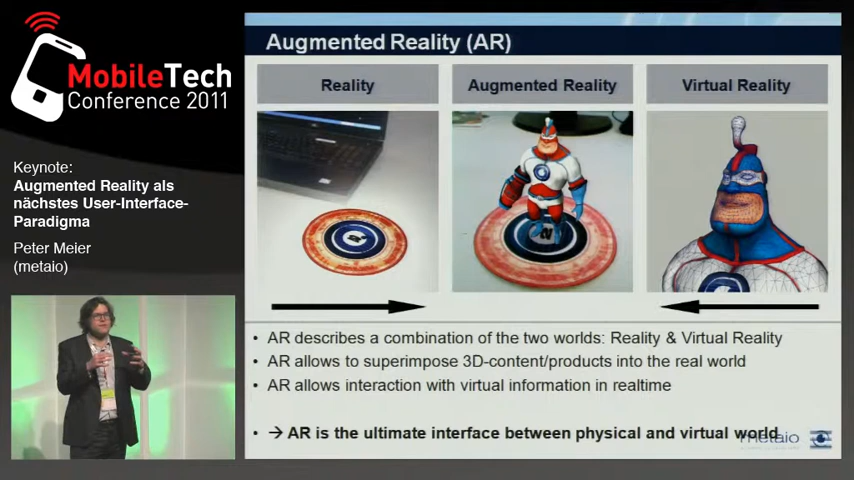 MobileTech
Conference 2011
Keynote:
Augmented Reality als
nächstes User-Interface-
Paradigma
Peter Meier
(metaio)
Augmented Reality (AR)
Reality
Augmented Reality
Virtual Reality
• AR describes a combination of the two worlds: Reality & Virtual Reality
• AR allows to superimpose 3D-content/products into the real world
• AR allows interaction with virtual information in realtime
• → AR is the ultimate interface between physical and virtual world
metaio